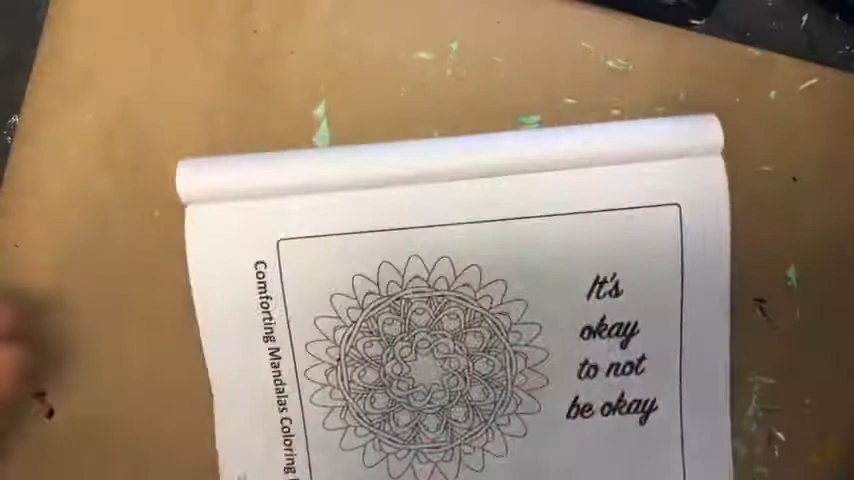 Comforting Mandalas Coloring
It's
okay
to not
be okay